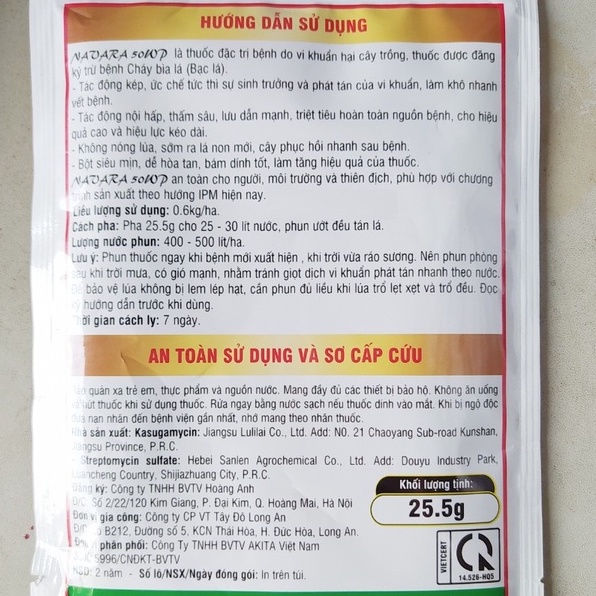 HƯỚNG DẪN SỬ DỤNG
NAVARA 50WP là thuốc đặc trị bệnh do vi khuẩn hại cây trồng, thuốc được đăng
ký trừ bệnh Cháy bìa lá (Bạc lá).
- Tác động kép, ức chế tức thì sự sinh trưởng và phát tán của vi khuẩn, làm khô nhanh
vết bệnh.
- Tác động nội hấp, thấm sâu, lưu dẫn mạnh, triệt tiêu hoàn toàn nguồn bệnh, cho hiệu
quả cao và hiệu lực kéo dài.
- Không nóng lúa, sớm ra lá non mới, cây phục hồi nhanh sau bệnh.
- Bột siêu mịn, dễ hòa tan, bám dính tốt, làm tăng hiệu quả của thuốc.
NAVARA 50WP an toàn cho người, môi trường và thiên địch, phù hợp với chương
trình sản xuất theo hướng IPM hiện nay.
Liều lượng sử dụng: 0.6kg/ha.
Cách pha: Pha 25.5g cho 25 - 30 lít nước, phun ướt đều tán lá.
Lượng nước phun: 400 - 500 lít/ha.
Lưu ý: Phun thuốc ngay khi bệnh mới xuất hiện , khi trời vừa ráo sương. Nên phun phòng
sau khi trời mưa, có gió mạnh, nhằm tránh giọt dịch vi khuẩn phát tán nhanh theo nước.
Để bảo vệ lúa không bị lem lép hạt, cần phun đủ liều khi lúa trổ lẹt xẹt và trổ đều. Đọc
kỹ hướng dẫn trước khi dùng.
Thời gian cách ly: 7 ngày.
AN TOÀN SỬ DỤNG VÀ SƠ CẤP CỨU
Bảo quản xa trẻ em, thực phẩm và nguồn nước. Mang đầy đủ các thiết bị bảo hộ. Không ăn uống
và hút thuốc khi sử dụng thuốc. Rửa ngay bằng nước sạch nếu thuốc dính vào mắt. Khi bị ngộ độc
đưa nạn nhân đến bệnh viện gần nhất, nhớ mang theo nhãn thuốc.
Nhà sản xuất: Kasugamycin: Jiangsu Lulilai Co., Ltd. Add: NO. 21 Chaoyang Sub-road Kunshan,
Jiangsu Province, P.R.C.
- Streptomycin sulfate: Hebei Sanlen Agrochemical Co., Ltd. Add: Douyu Industry Park,
Luancheng Country, Shijiazhuang City, P.R.C.
Đăng ký: Công ty TNHH BVTV Hoàng Anh
Đ/C: Số 2/22/120 Kim Giang, P. Đại Kim, Q. Hoàng Mai, Hà Nội
Đơn vị gia công: Công ty CP VT Tây Đô Long An
B212, Đường số 5, KCN Thái Hòa, H. Đức Hòa, Long An.
Đơn vị phân phối: Công ty TNHH BVTV AKITA Việt Nam
5996/CNĐKT-BVTV
HSD: 2 năm - Số lô/NSX/Ngày đóng gói: In trên túi.
Khối lượng tịnh:
25.5g
VIETCERT
14.526-HQ5